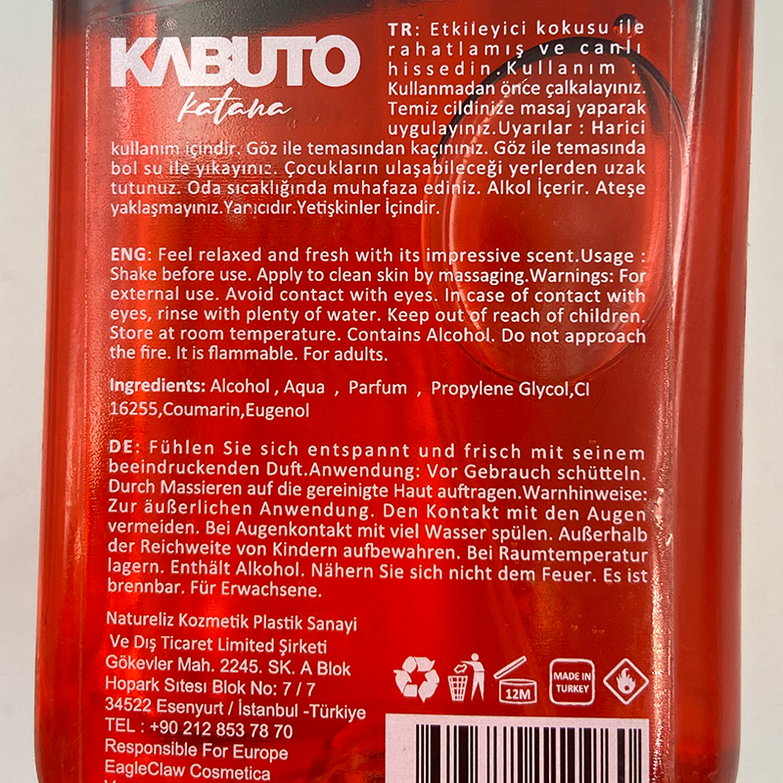 KABUTO
katana
TR: Etkileyici kokusu ile
rahatlamış ve canlı
hissedin.Kullanım :
Kullanmadan önce çalkalayınız.
Temiz cildinize masaj yaparak
uygulayınız.Uyarılar : Harici
kullanım içindir. Göz ile temasından kaçınınız. Göz ile temasında
bol su ile yıkayınız. Çocukların ulaşabileceği yerlerden uzak
tutunuz. Oda sıcaklığında muhafaza ediniz. Alkol İçerir. Ateşe
yaklaşmayınız.Yanıcıdır.Yetişkinler İçindir.
ENG: Feel relaxed and fresh with its impressive scent.Usage :
Shake before use. Apply to clean skin by massaging.Warnings: For
external use. Avoid contact with eyes. In case of contact with
eyes, rinse with plenty of water. Keep out of reach of children.
Store at room temperature. Contains Alcohol. Do not approach
the fire. It is flammable. For adults.
Ingredients: Alcohol , Aqua , Parfum , Propylene Glycol,CI
16255,Coumarin,Eugenol
DE: Fühlen Sie sich entspannt und frisch mit seinem
beeindruckenden Duft.Anwendung: Vor Gebrauch schütteln.
Durch Massieren auf die gereinigte Haut auftragen.Warnhinweise:
Zur äußerlichen Anwendung. Den Kontakt mit den Augen
vermeiden. Bei Augenkontakt mit viel Wasser spülen. Außerhalb
der Reichweite von Kindern aufbewahren. Bei Raumtemperatur
lagern. Enthält Alkohol. Nähern Sie sich nicht dem Feuer. Es ist
brennbar. Für Erwachsene.
Natureliz Kozmetik Plastik Sanayi
Ve Dış Ticaret Limited Şirketi
Gökevler Mah. 2245. SK. A Blok
Hopark Sıtesı Blok No: 7 / 7
34522 Esenyurt / İstanbul -Türkiye
TEL : +90 212 853 78 70
Responsible For Europe
EagleClaw Cosmetica
12M
MADE IN
TURKEY